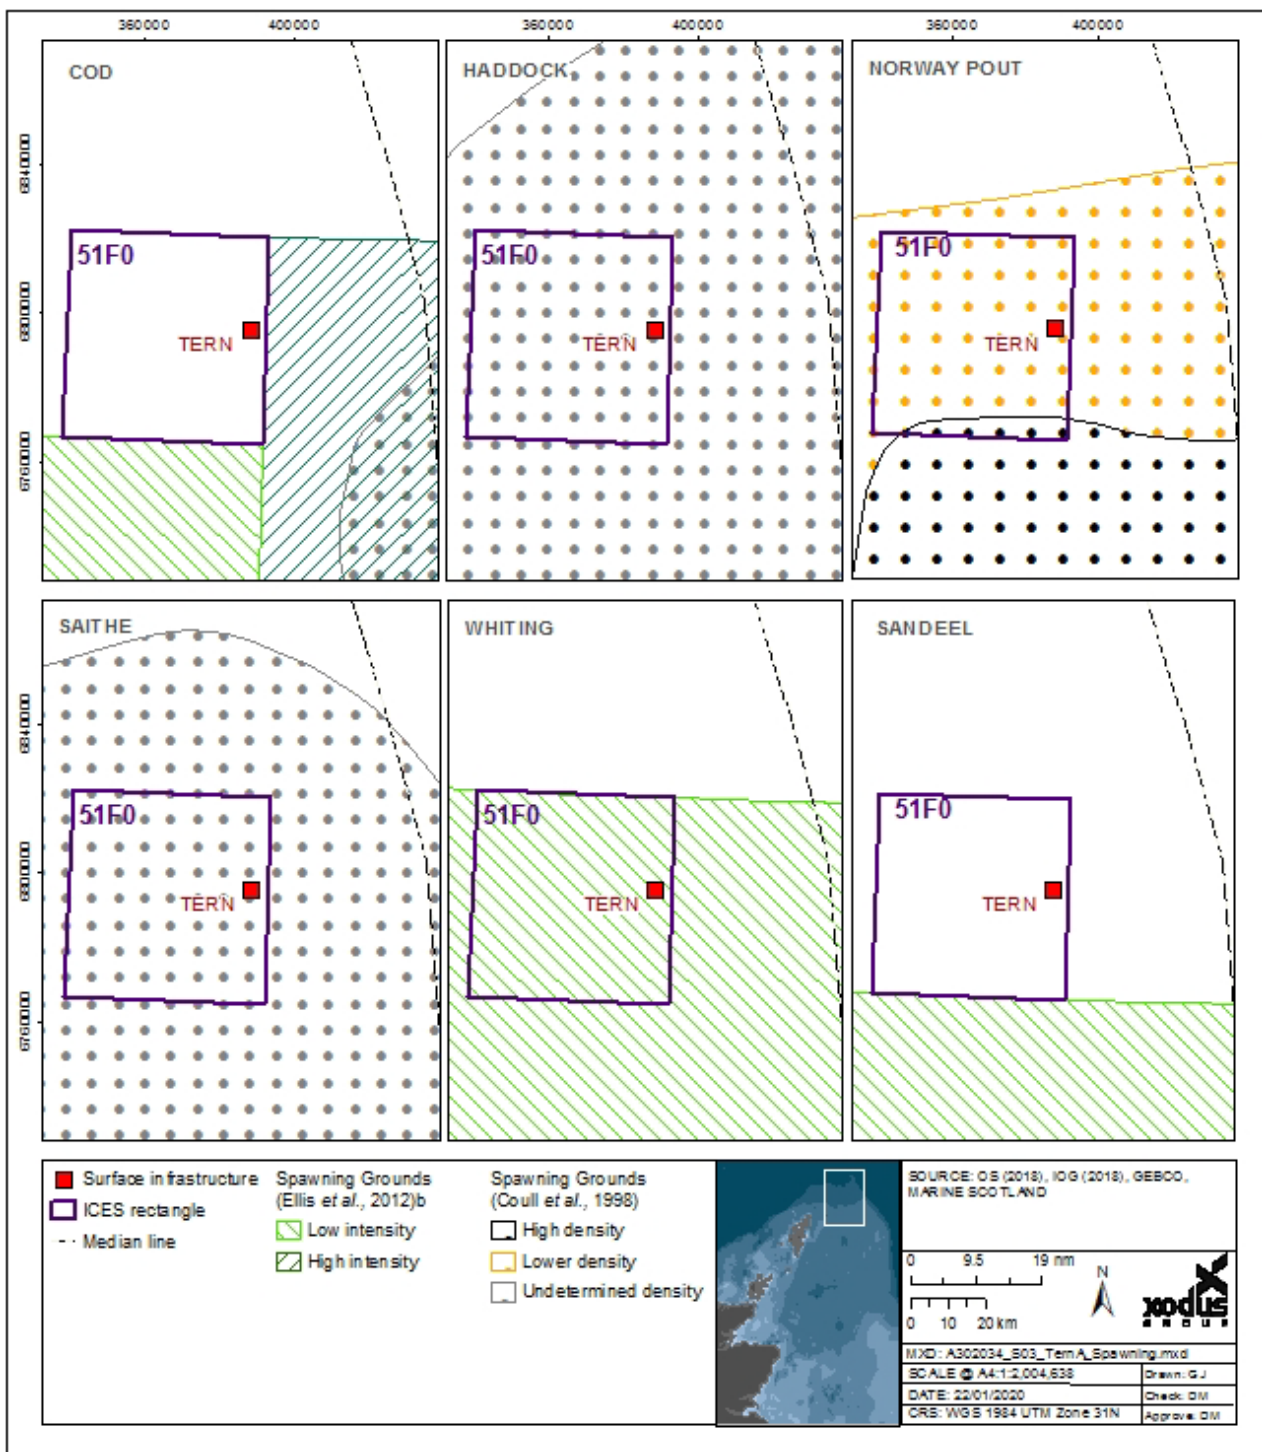 360000 400000 360000 400000 360000 400000
COD
HADDOCK
NORWAY POUT
6840000
6800000
6760000
51F0
TERN
51F0
TERN
51F0
TERN
SAITHE
WHITING
SANDEEL
6840000
6800000
6760000
51F0
TERN
51F0
TERN
51F0
TERN
Surface infrastructure
ICES rectangle
Median line
Spawning Grounds
(Ellis et al., 2012)b
Low intensity
High intensity
Spawning Grounds
(Coull et al., 1998)
High density
Lower density
Undetermined density
SOURCE: OS (2018), IOG (2018), GEBCO,
MARINE SCOTLAND
0 9.5 19 nm
0 10 20 km
N
xodus
GROUP
MXD: A302034_S03_TernA_Spawning.mxd
SCALE @ A4:1:2,004,638
Drawn: GJ
DATE: 22/01/2020
Check: DM
CRS: WGS 1984 UTM Zone 31N
Approve: DM